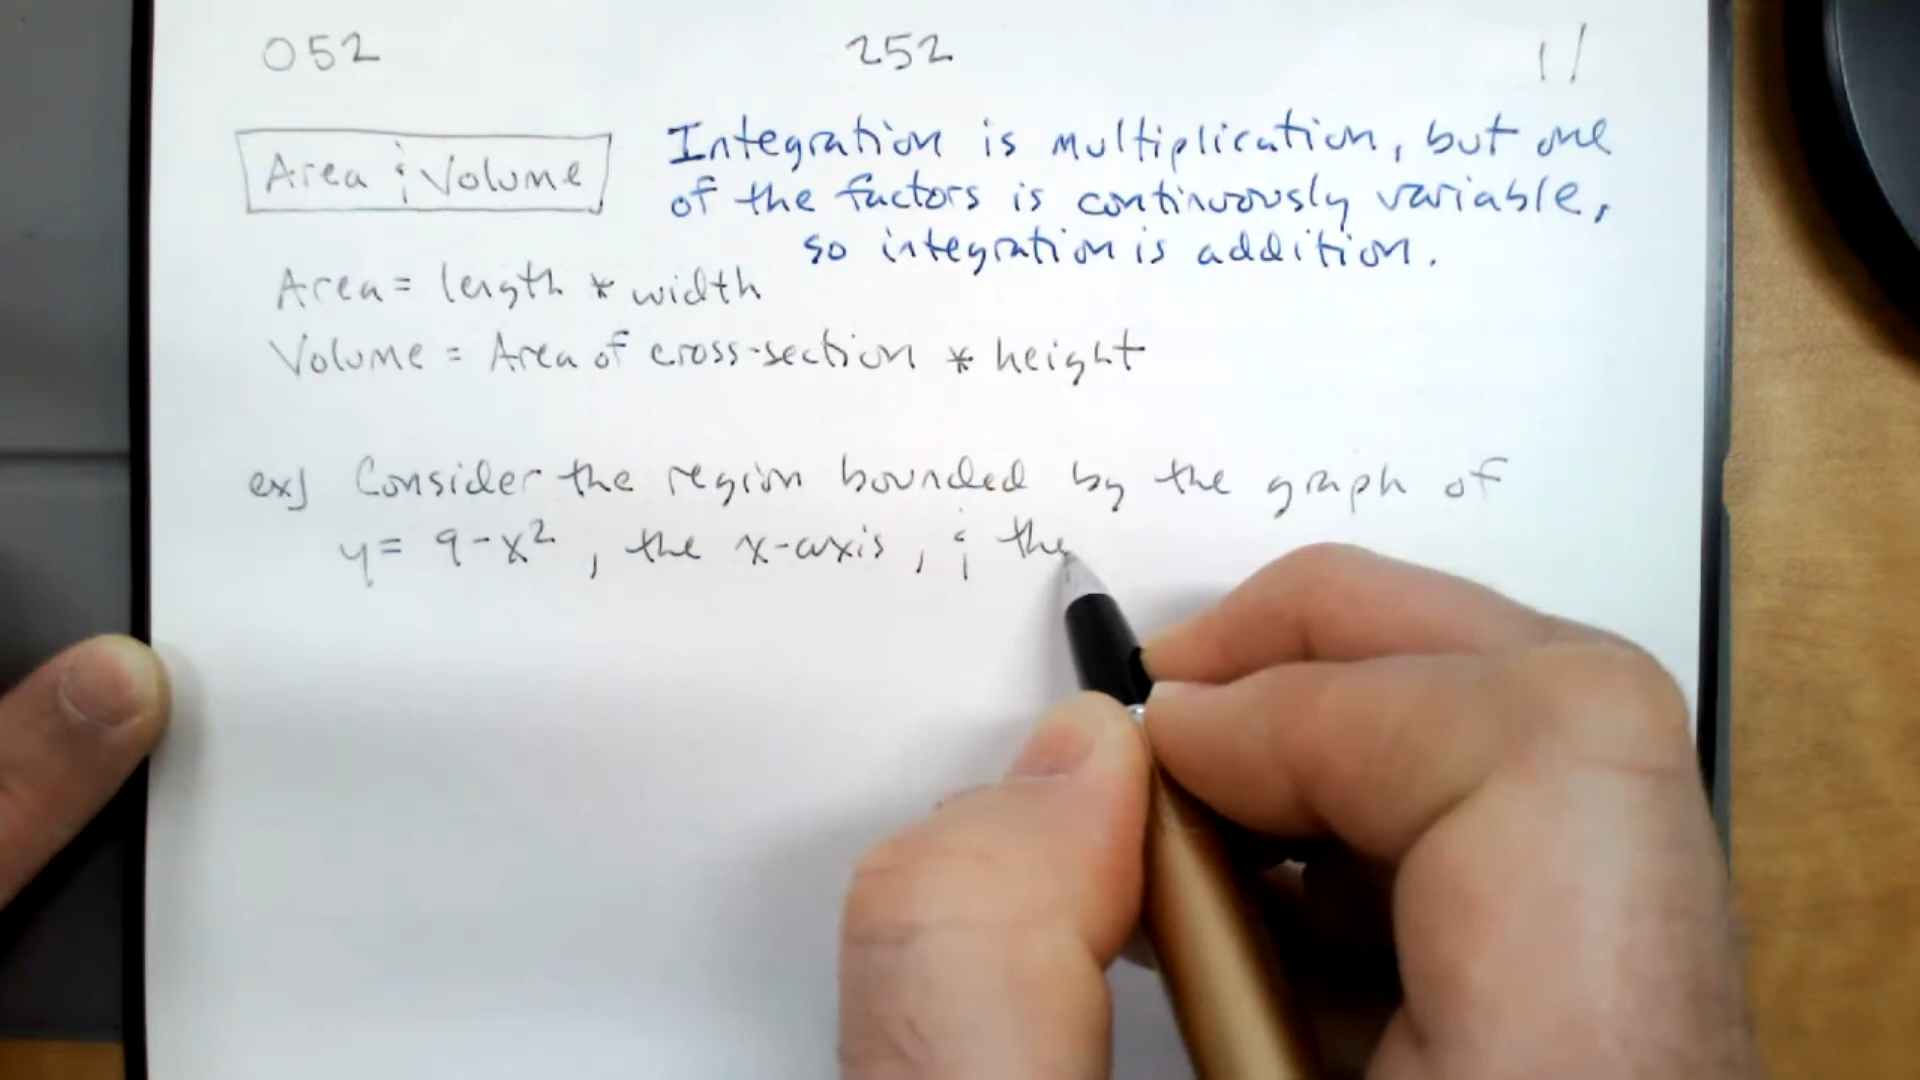 052 252 1/
Area & Volume
Integration is multiplication, but one
of the factors is continuously variable,
so integration is addition.
Area = length * width
Volume = Area of cross-section * height
ex] Consider the region bounded by the graph of
y = 9-x², the x-axis, & the